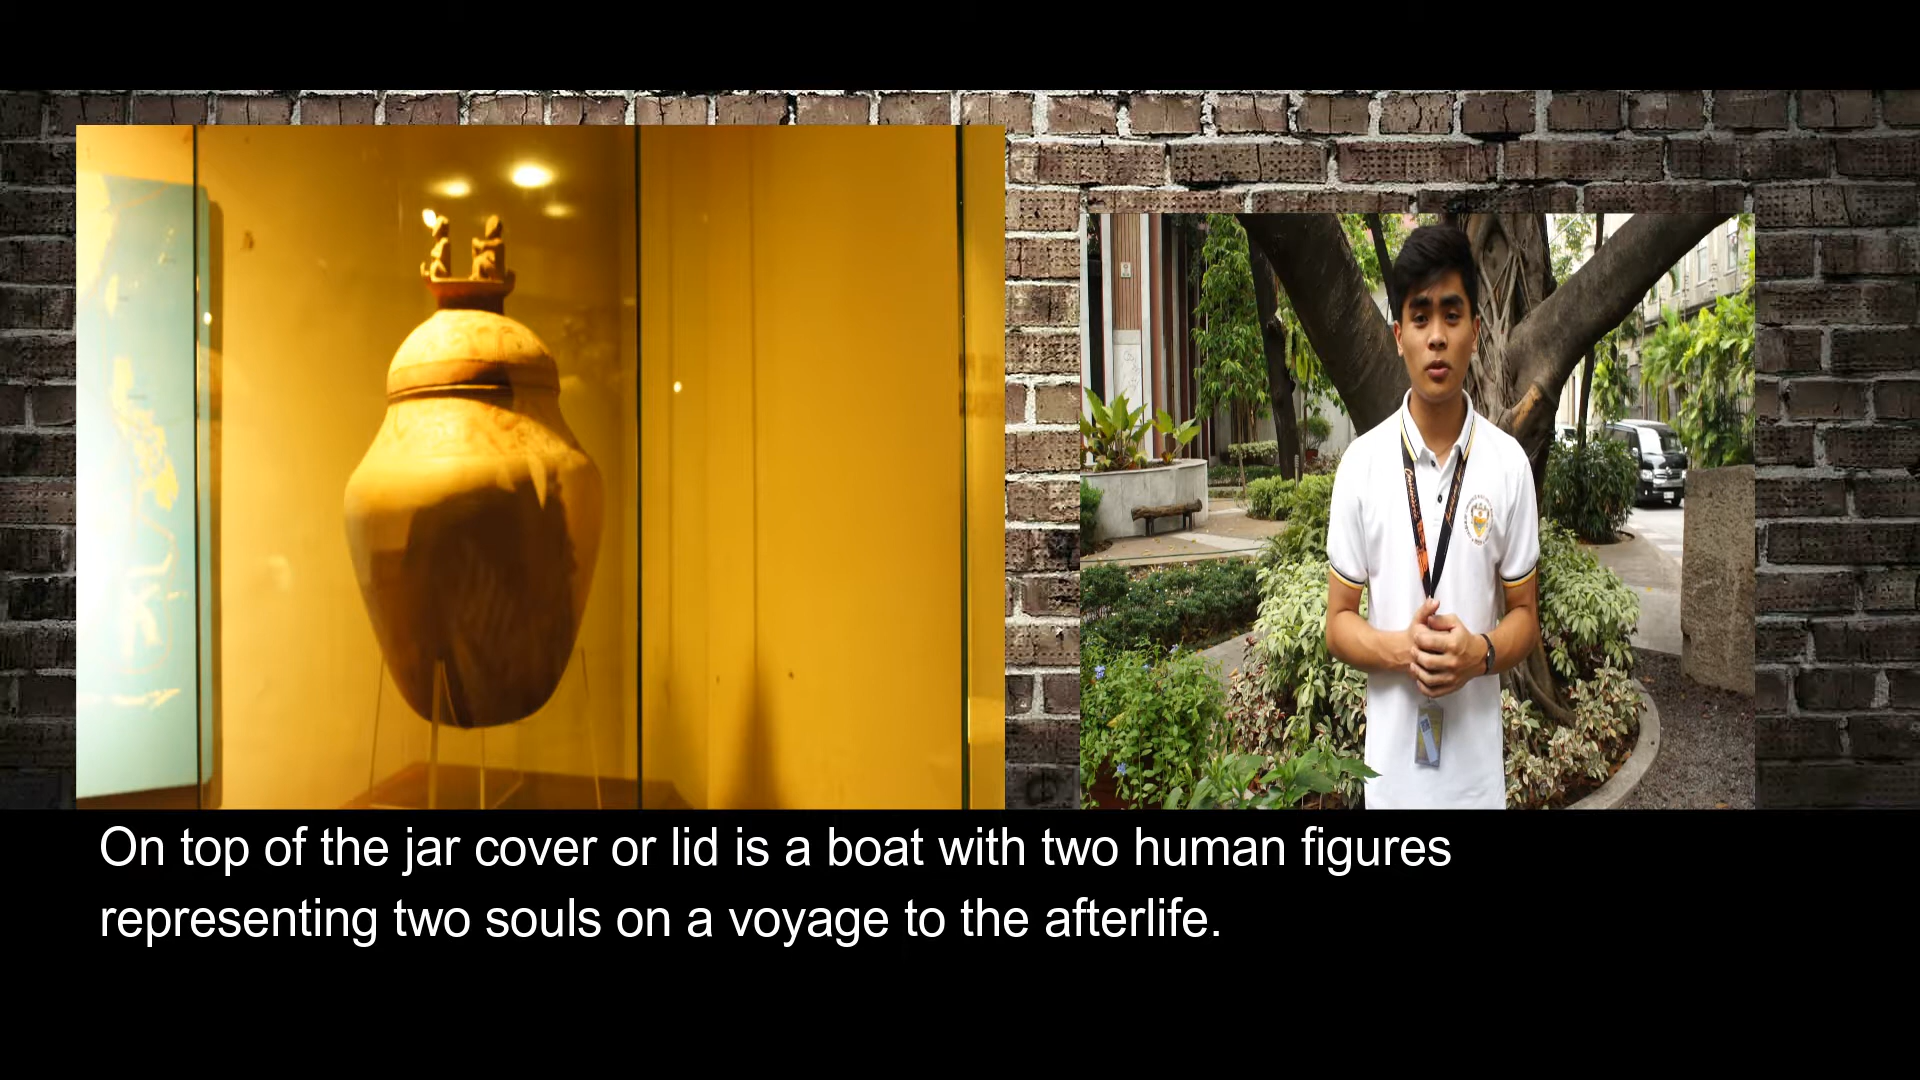 On top of the jar cover or lid is a boat with two human figures
representing two souls on a voyage to the afterlife.